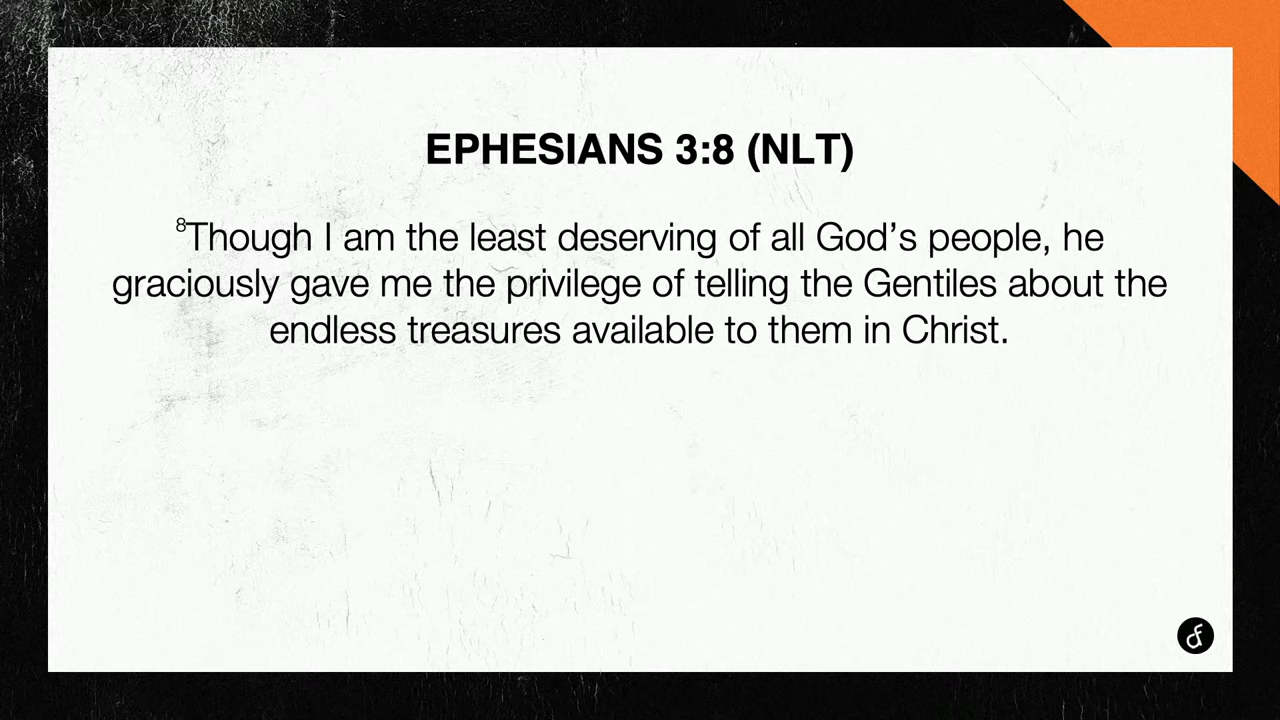 EPHESIANS 3:8 (NLT)
⁸Though I am the least deserving of all God’s people, he
graciously gave me the privilege of telling the Gentiles about the
endless treasures available to them in Christ.
cf